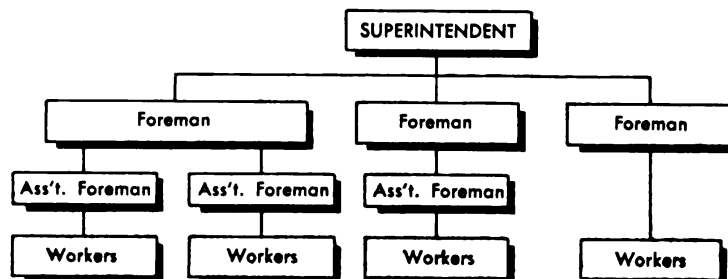 SUPERINTENDENT
Foreman Foreman Foreman
Ass't. Foreman Ass't. Foreman Ass't. Foreman
Workers Workers Workers Workers